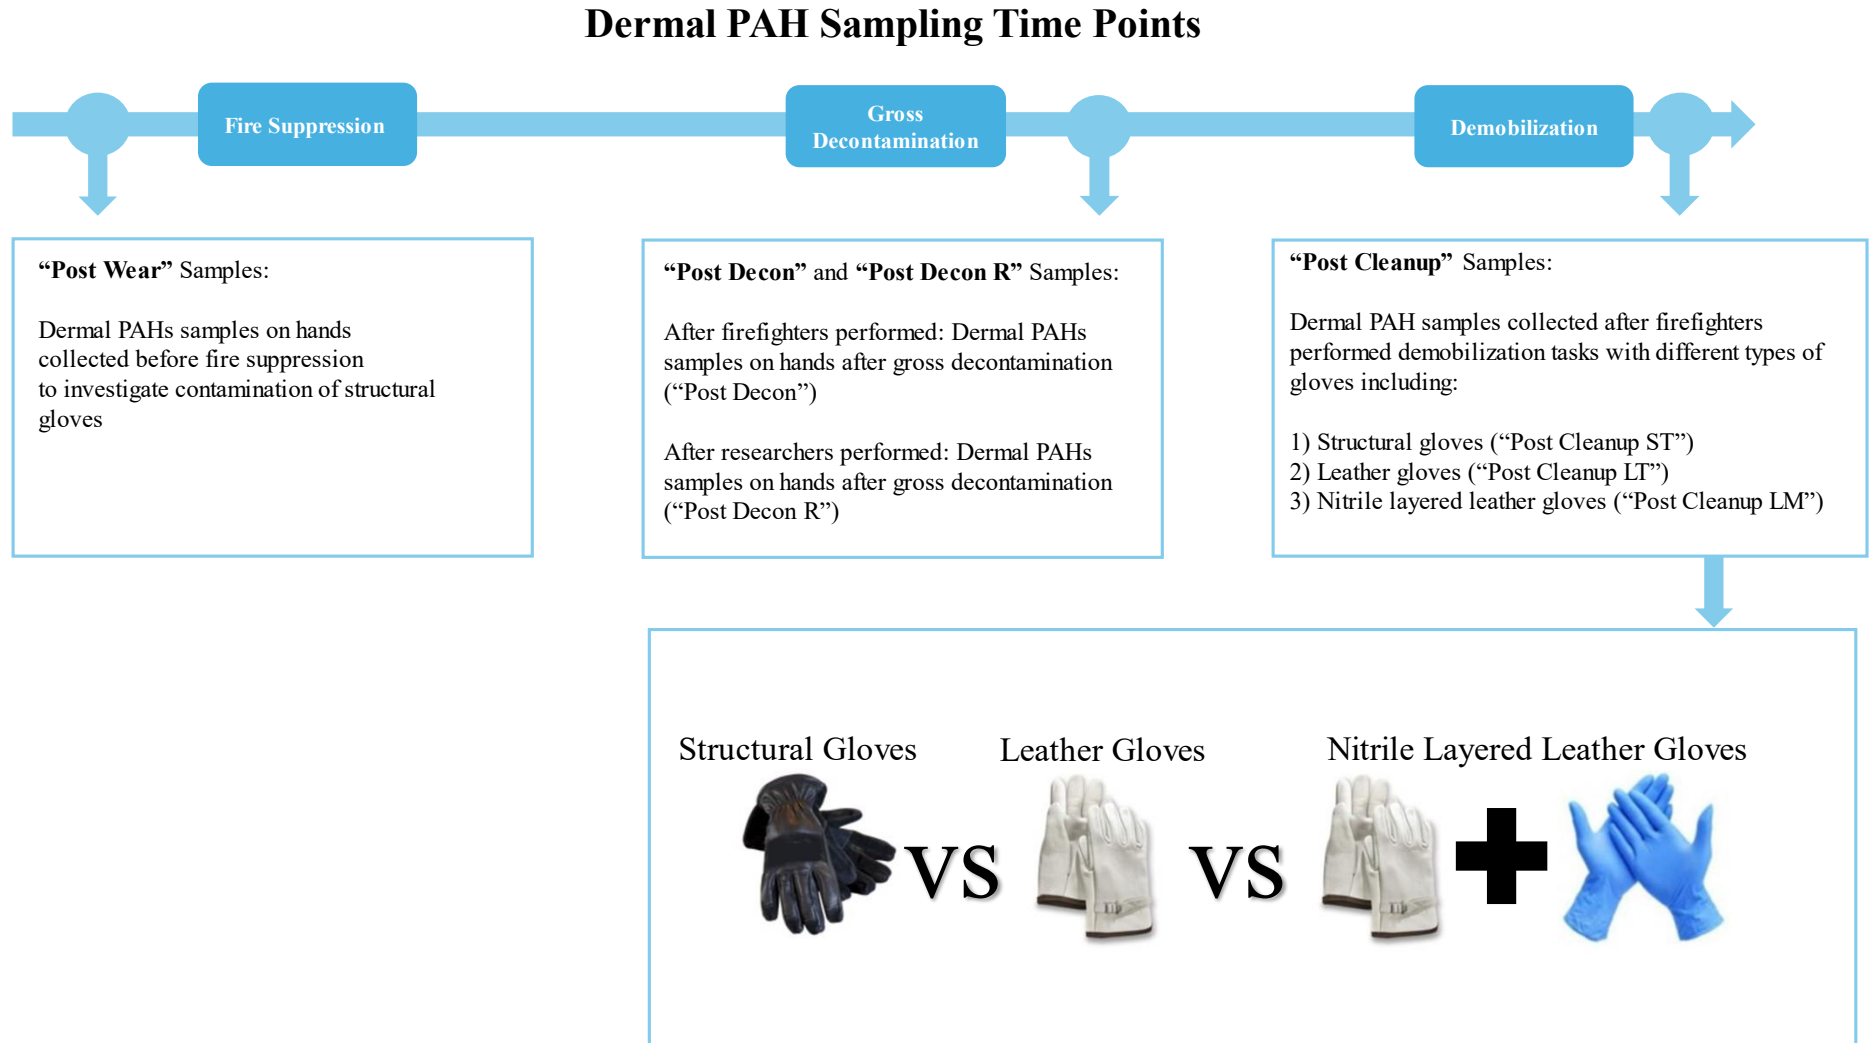 Dermal PAH Sampling Time Points
Fire Suppression
Gross
Decontamination
Demobilization
“Post Wear” Samples:
Dermal PAHs samples on hands
collected before fire suppression
to investigate contamination of structural
gloves
“Post Decon” and “Post Decon R” Samples:
After firefighters performed: Dermal PAHs
samples on hands after gross decontamination
(“Post Decon”)
After researchers performed: Dermal PAHs
samples on hands after gross decontamination
(“Post Decon R”)
“Post Cleanup” Samples:
Dermal PAH samples collected after firefighters
performed demobilization tasks with different types of
gloves including:
1) Structural gloves (“Post Cleanup ST”)
2) Leather gloves (“Post Cleanup LT”)
3) Nitrile layered leather gloves (“Post Cleanup LM”)
Structural Gloves
Leather Gloves
Nitrile Layered Leather Gloves
vs
vs